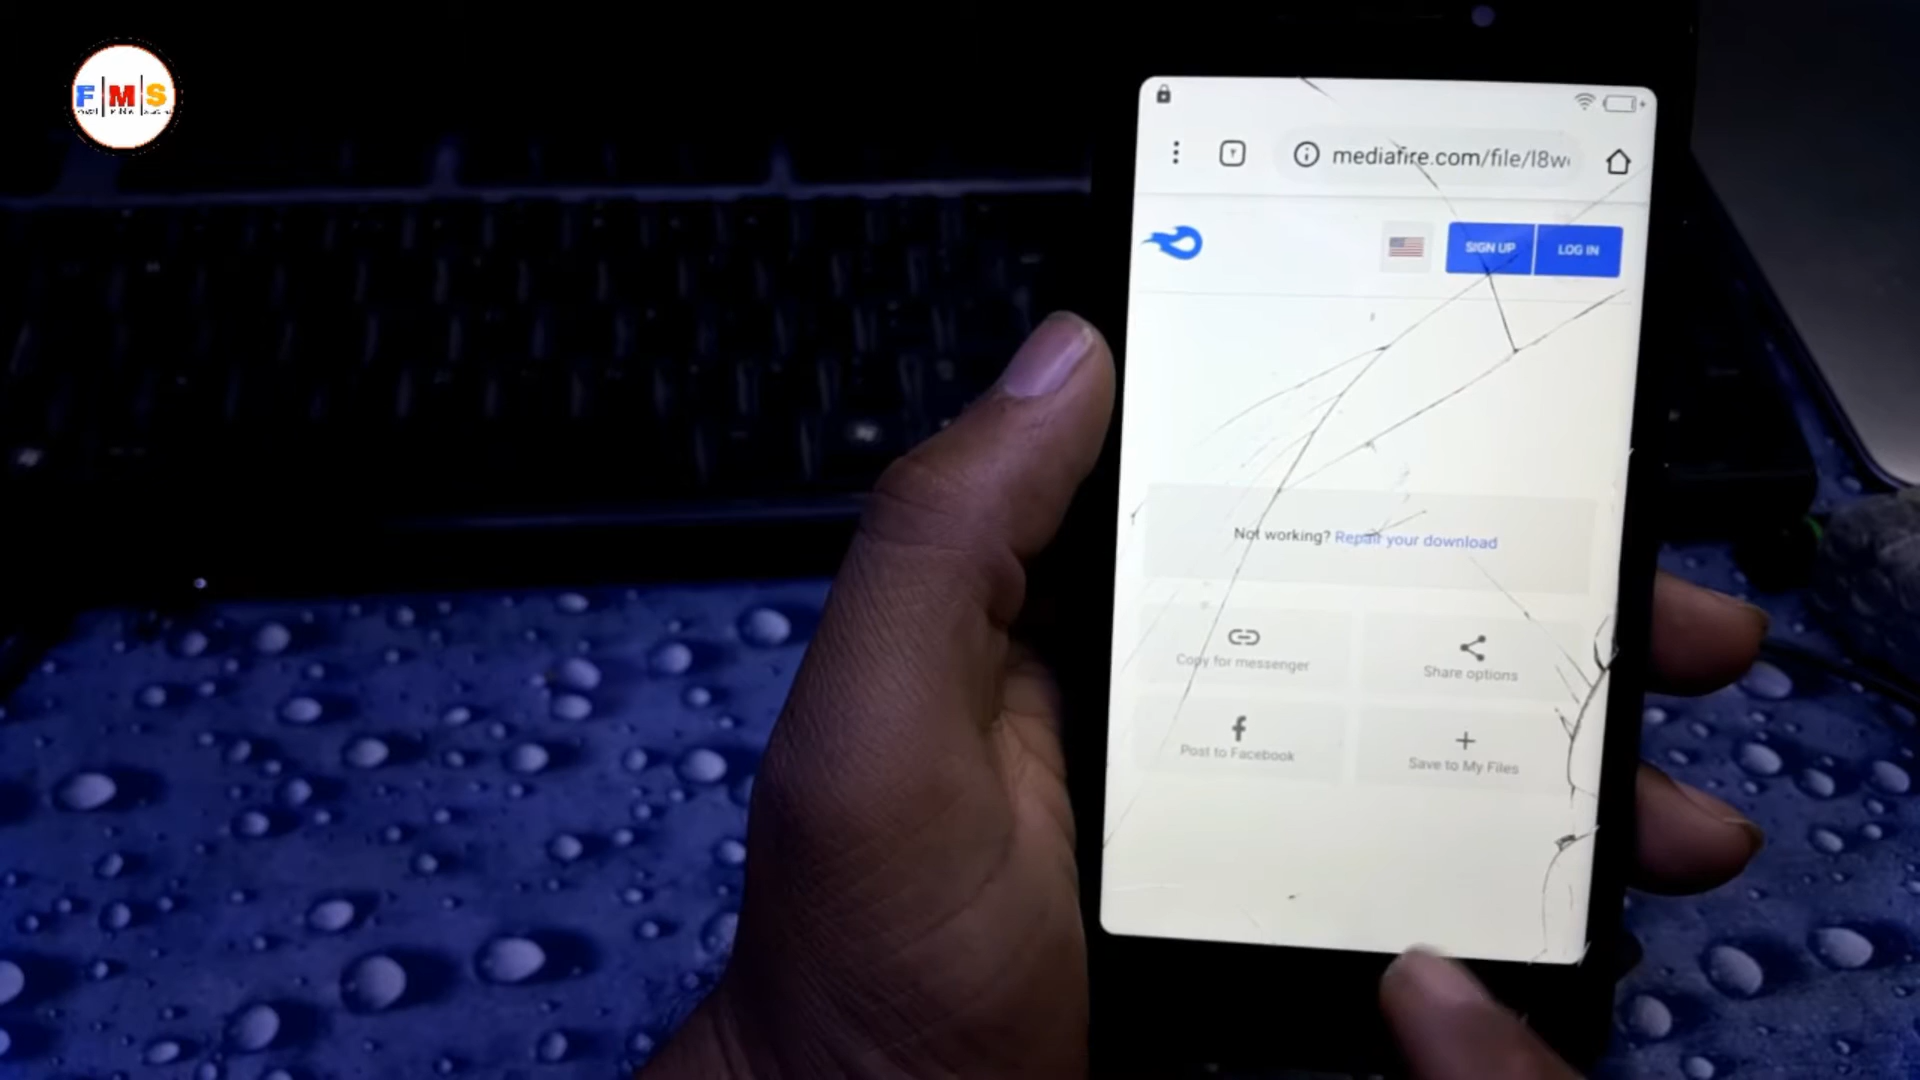 F|M|S
mediafire.com/file/l8w
SIGN UP
LOG IN
Not working? Repair your download
Copy for messenger
Share options
Post to Facebook
Save to My Files